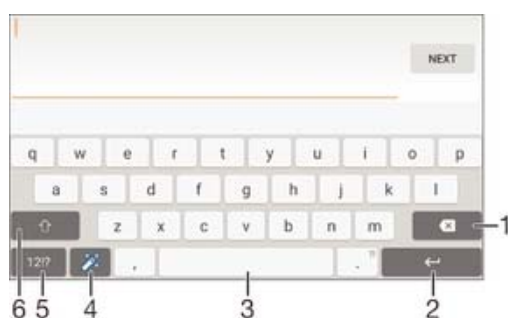 NEXT
q w e r t y u i o p
a s d f g h j k l
z x c v b n m 1
12!? , .
6 5 4 3 2